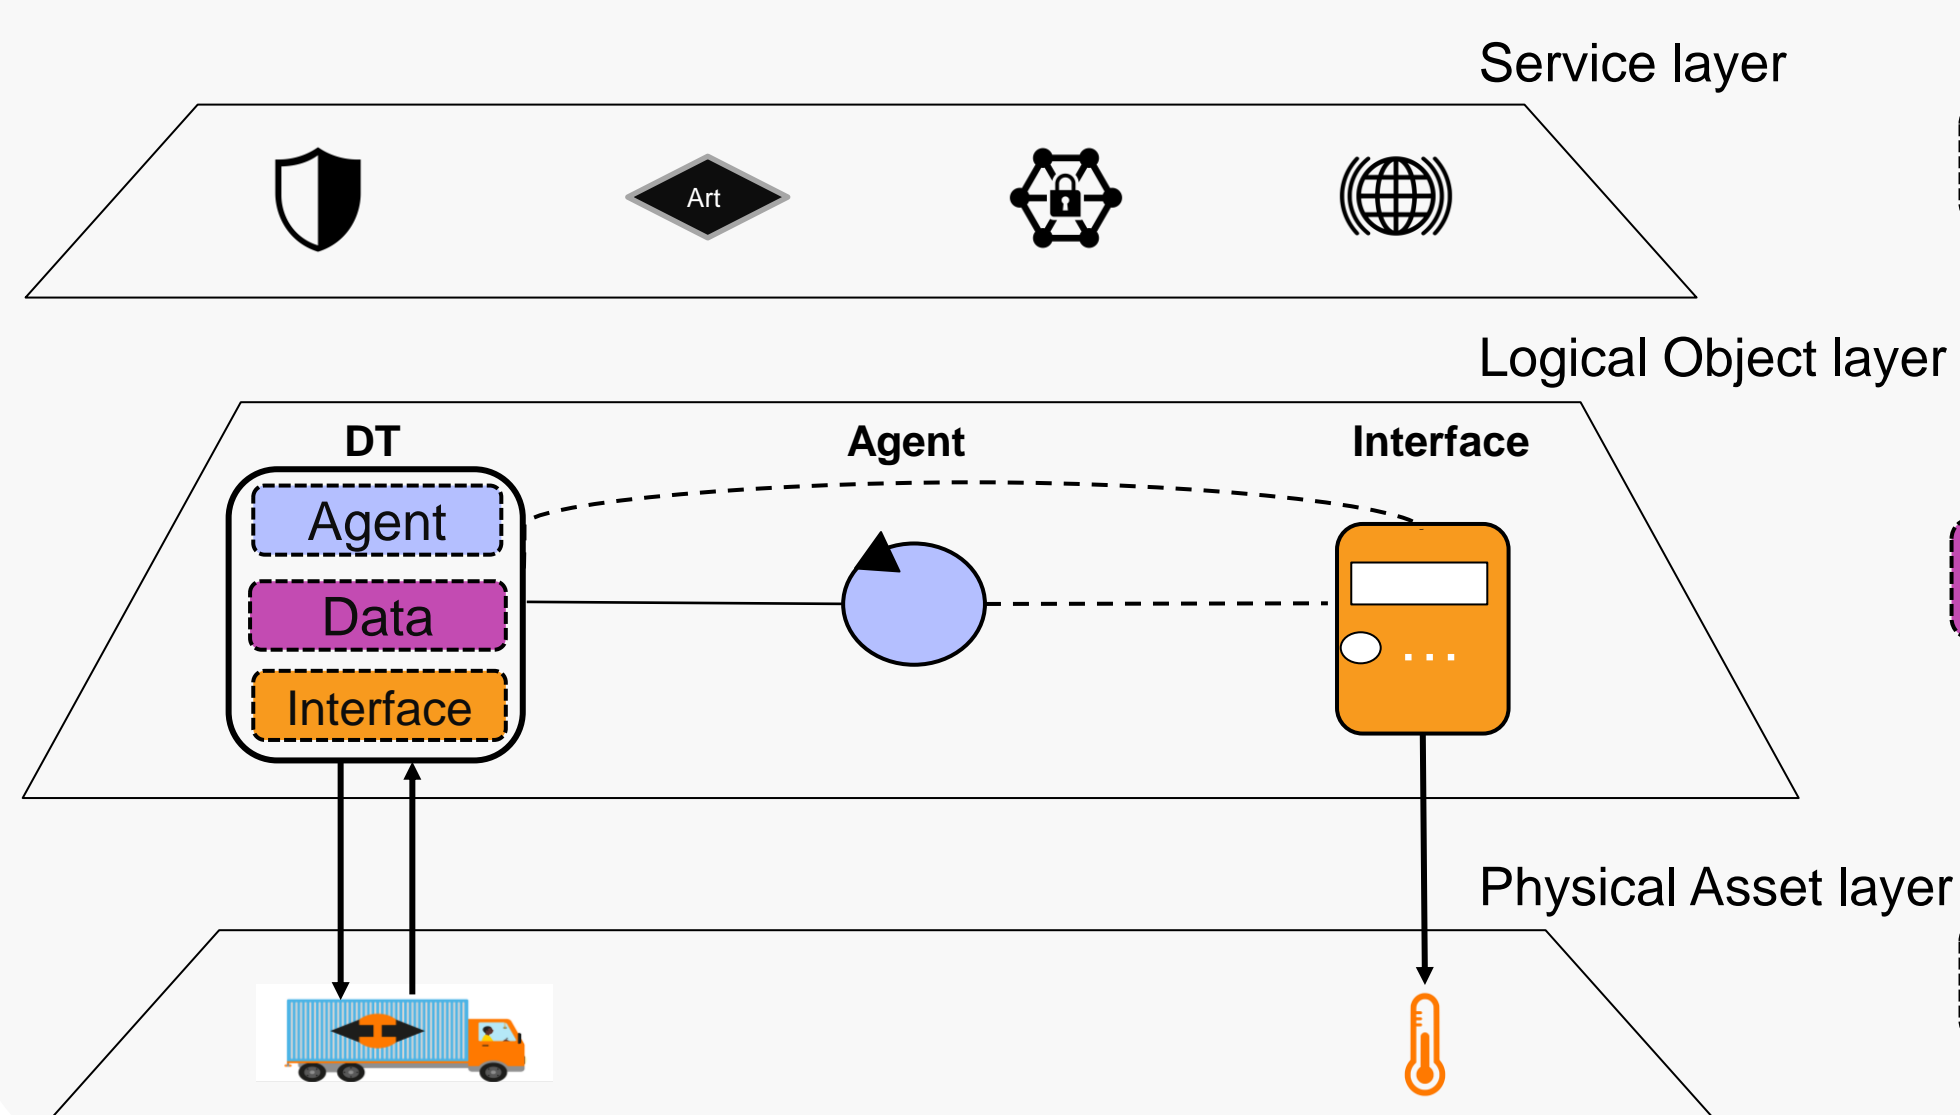 Service layer
Art
Logical Object layer
DT
Agent
Interface
Agent
Data
Interface
...
Physical Asset layer